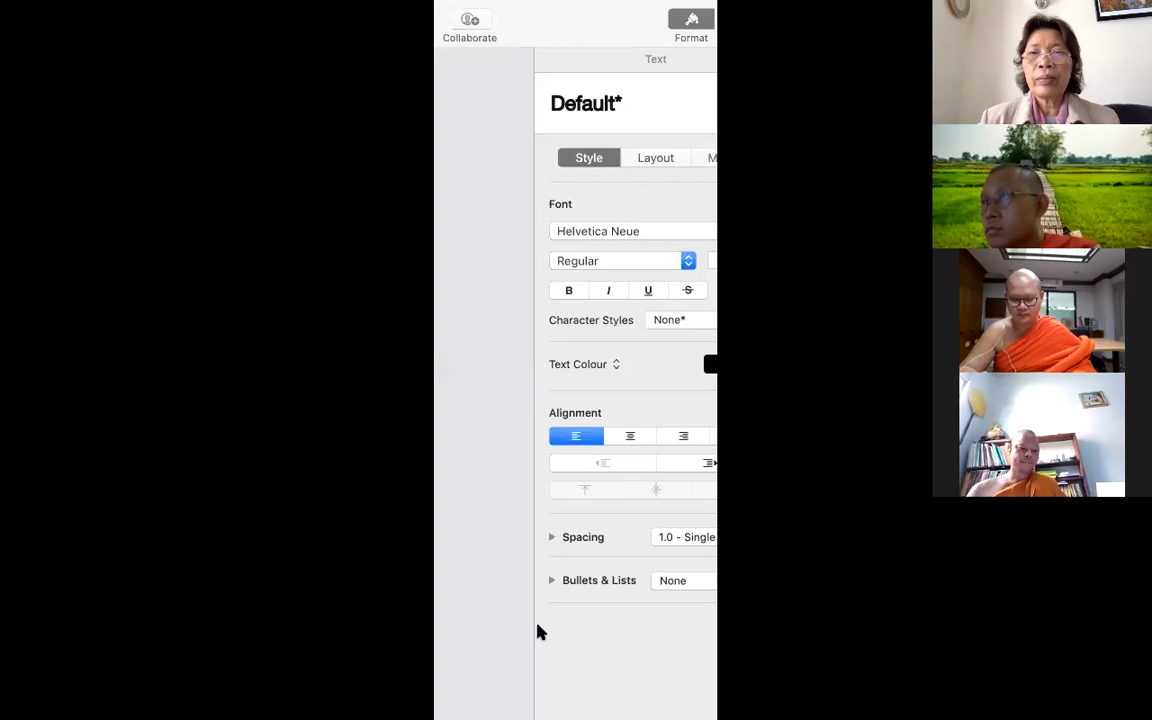 Collaborate
Format
Text
Default*
Style Layout M
Font
Helvetica Neue
Regular
B I U S
Character Styles None*
Text Colour
Alignment
Spacing 1.0 - Single
Bullets & Lists None